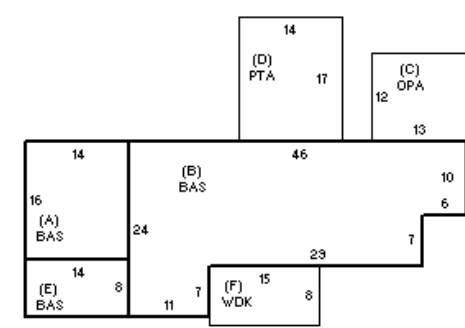 14
(D)
PTA
17
(C)
OPA
12
13
14
46
(B)
BAS
10
16
6
(A)
BAS
24
7
29
14
(E)
BAS
8
7
11
(F)
WDK
15
8